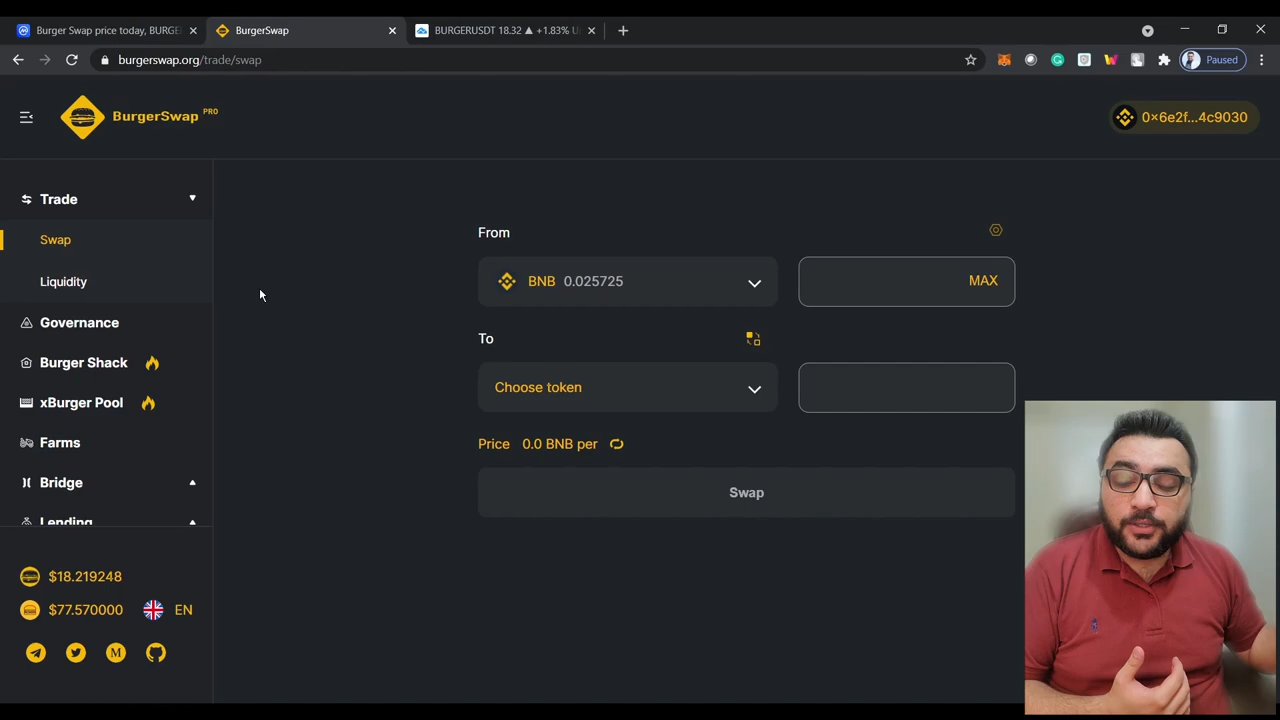 Burger Swap price today, BURGE
BurgerSwap
BURGERUSDT 18.32 ▲ +1.83% U
burgerswap.org/trade/swap
Paused
BurgerSwap PRO
0×6e2f...4c9030
Trade
Swap
Liquidity
Governance
Burger Shack
xBurger Pool
Farms
Bridge
Lending
$18.219248
$77.570000
EN
From
BNB 0.025725
MAX
To
Choose token
Price 0.0 BNB per
Swap